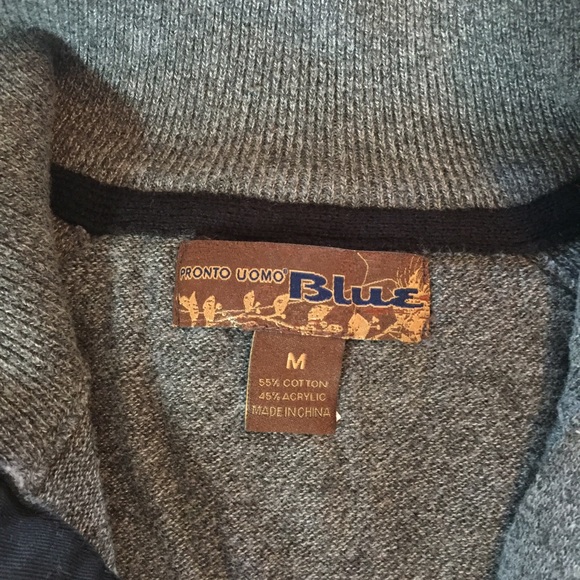 PRONTO UOMO® Blue
M
55% COTTON
45% ACRYLIC
MADE IN CHINA